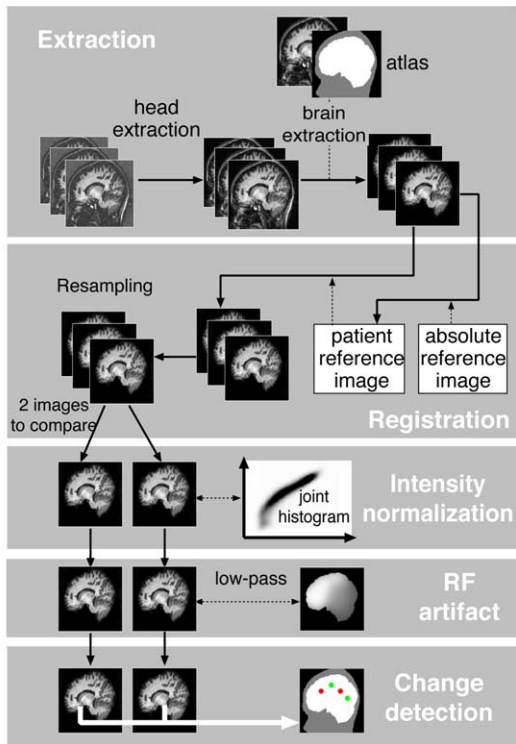 Extraction
atlas
head
extraction
brain
extraction
Resampling
patient
reference
image
absolute
reference
image
2 images
to compare
Registration
joint
histogram
Intensity
normalization
low-pass
RF
artifact
Change
detection